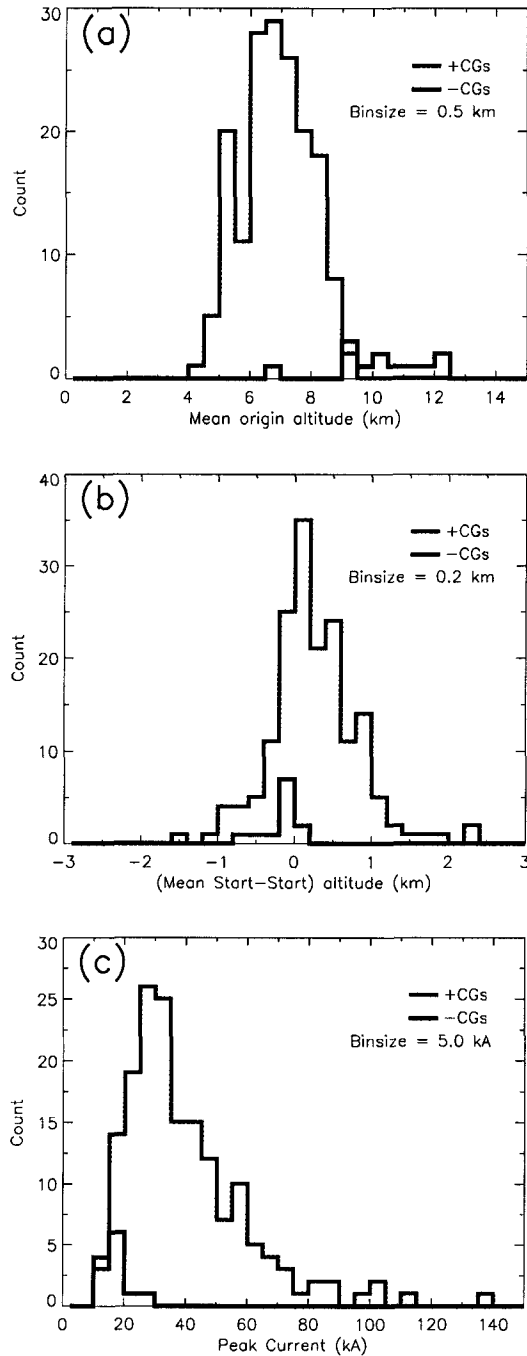 (a)
30
20
10
0
Count
+CGs
−CGs
Binsize = 0.5 km
0 2 4 6 8 10 12 14
Mean origin altitude (km)
(b)
40
30
20
10
0
Count
+CGs
−CGs
Binsize = 0.2 km
−3 −2 −1 0 1 2 3
(Mean Start−Start) altitude (km)
(c)
30
25
20
15
10
5
0
Count
+CGs
−CGs
Binsize = 5.0 kA
0 20 40 60 80 100 120 140
Peak Current (kA)